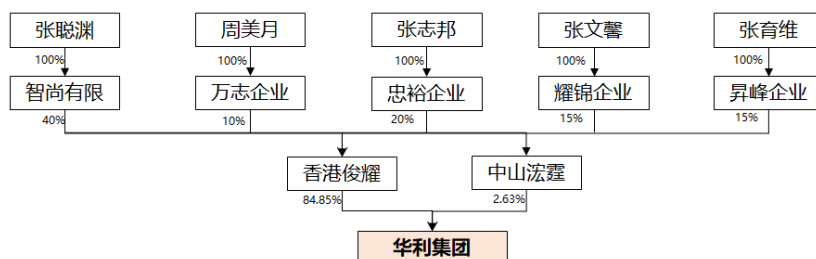 张聪渊 周美月 张志邦 张文馨 张育维
100% 100% 100% 100% 100%
智尚有限 万志企业 忠裕企业 耀锦企业 昇峰企业
40% 10% 20% 15% 15%
香港俊耀 中山浤霆
84.85% 2.63%
华利集团